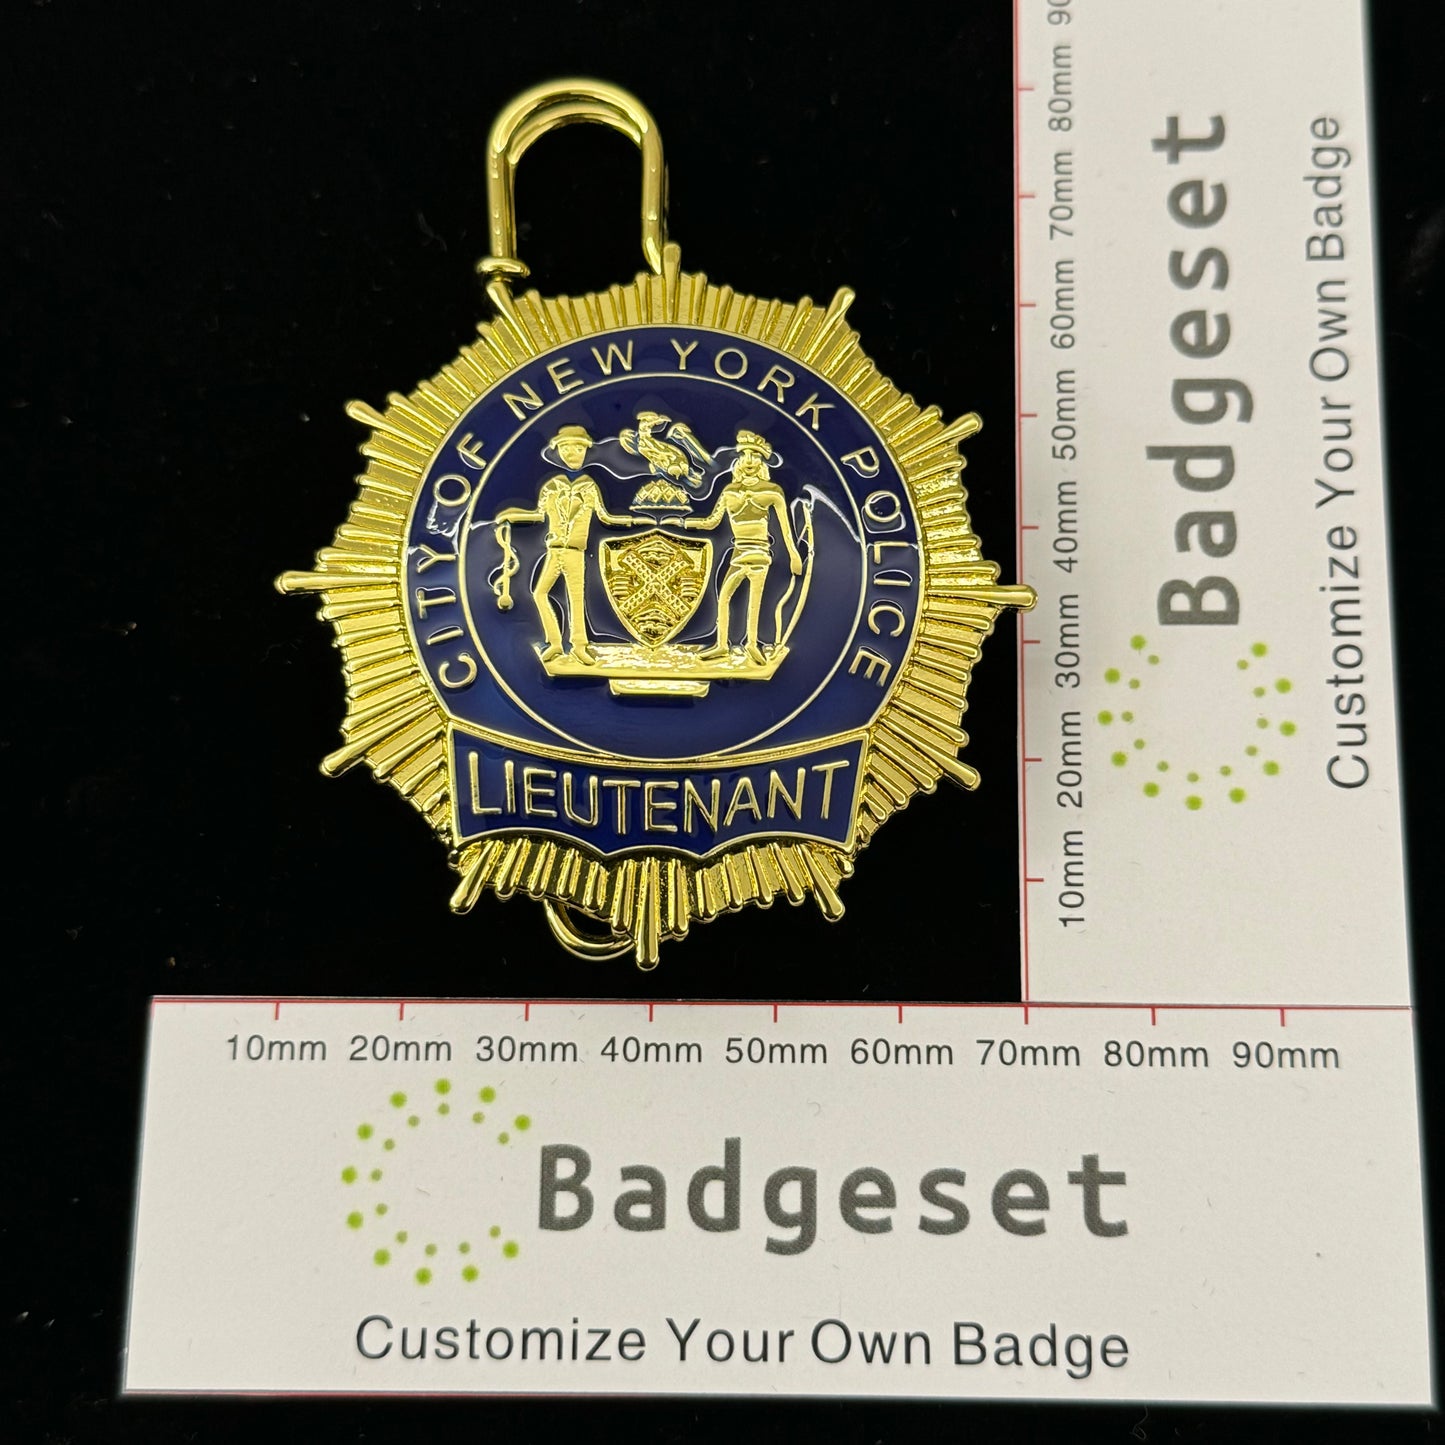 CITY OF NEW YORK POLICE
LIEUTENANT
10mm 20mm 30mm 40mm 50mm 60mm 70mm 80mm 90mm
Badgeset
Customize Your Own Badge
10mm 20mm 30mm 40mm 50mm 60mm 70mm 80mm 90
Badgeset
Customize Your Own Badge